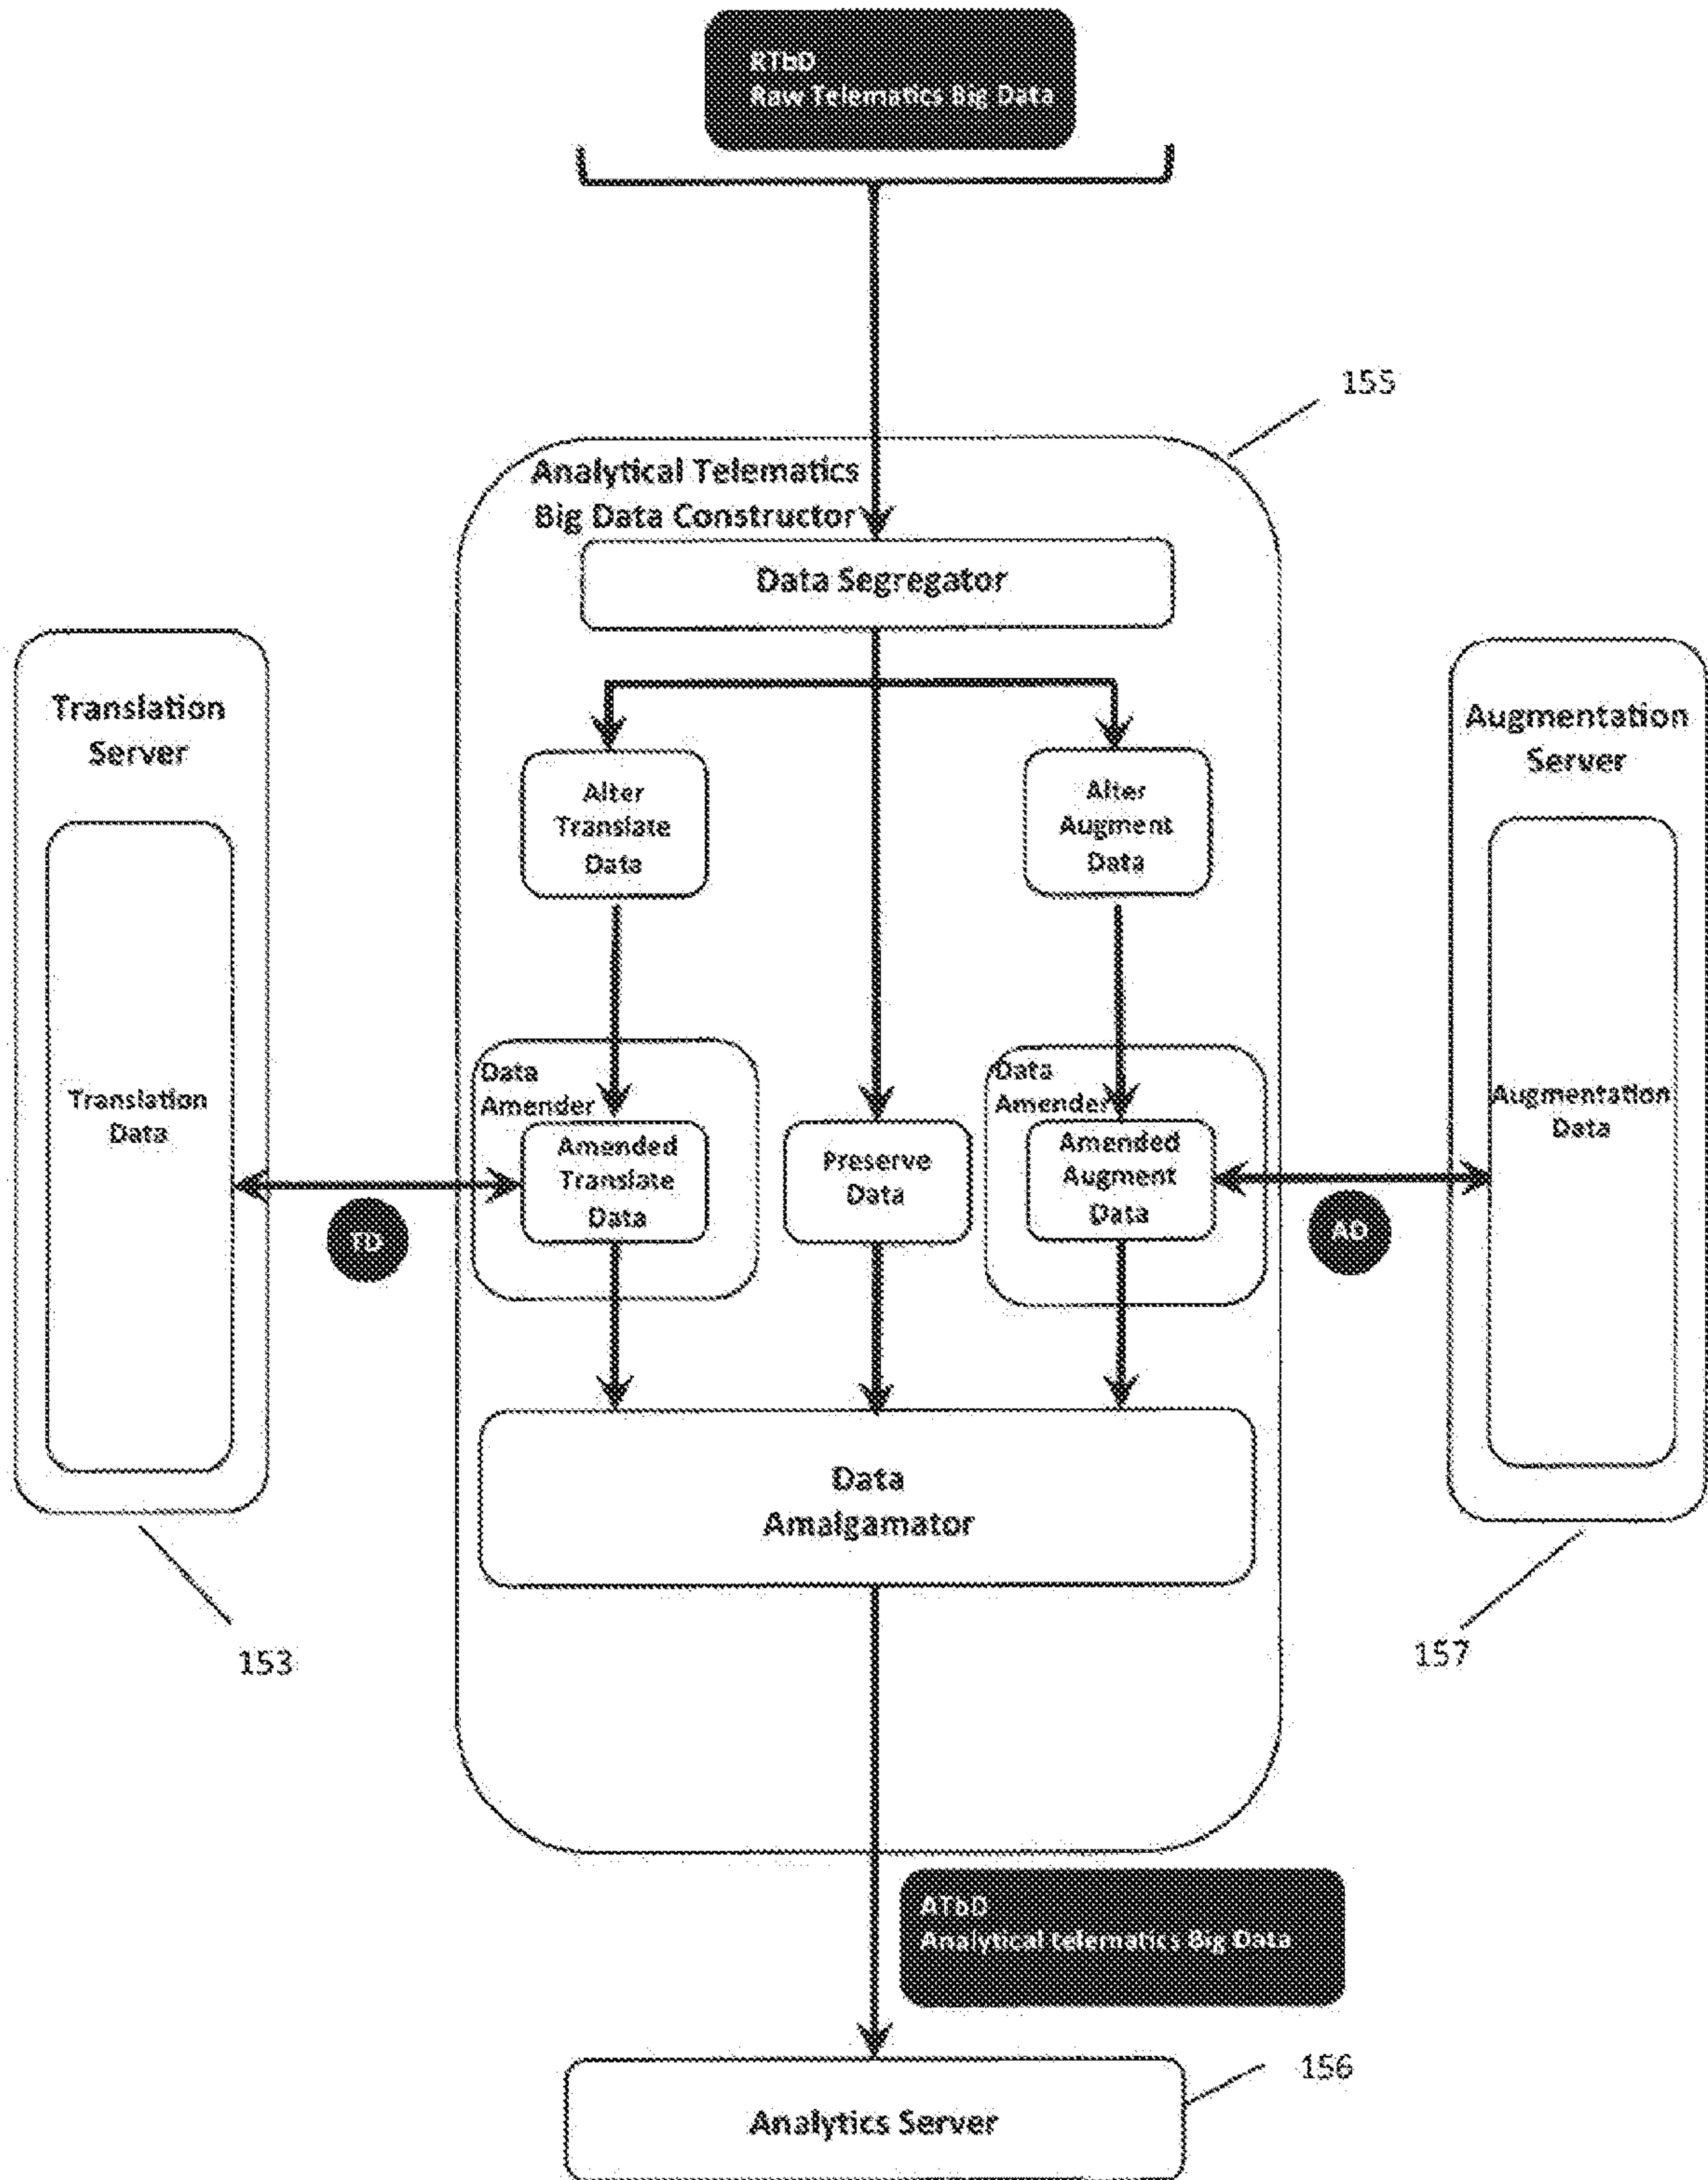 RTbD
Raw Telematics Big Data
155
Analytical Telematics
Big Data Constructor
Data Segregator
Translation
Server
Augmentation
Server
Alter
Translate
Data
Alter
Augment
Data
Translation
Data
Data
Amender
Amended
Translate
Data
Preserve
Data
Data
Amender
Amended
Augment
Data
Augmentation
Data
TD
AD
Data
Amalgamator
153
157
ATbD
Analytical telematics Big Data
156
Analytics Server